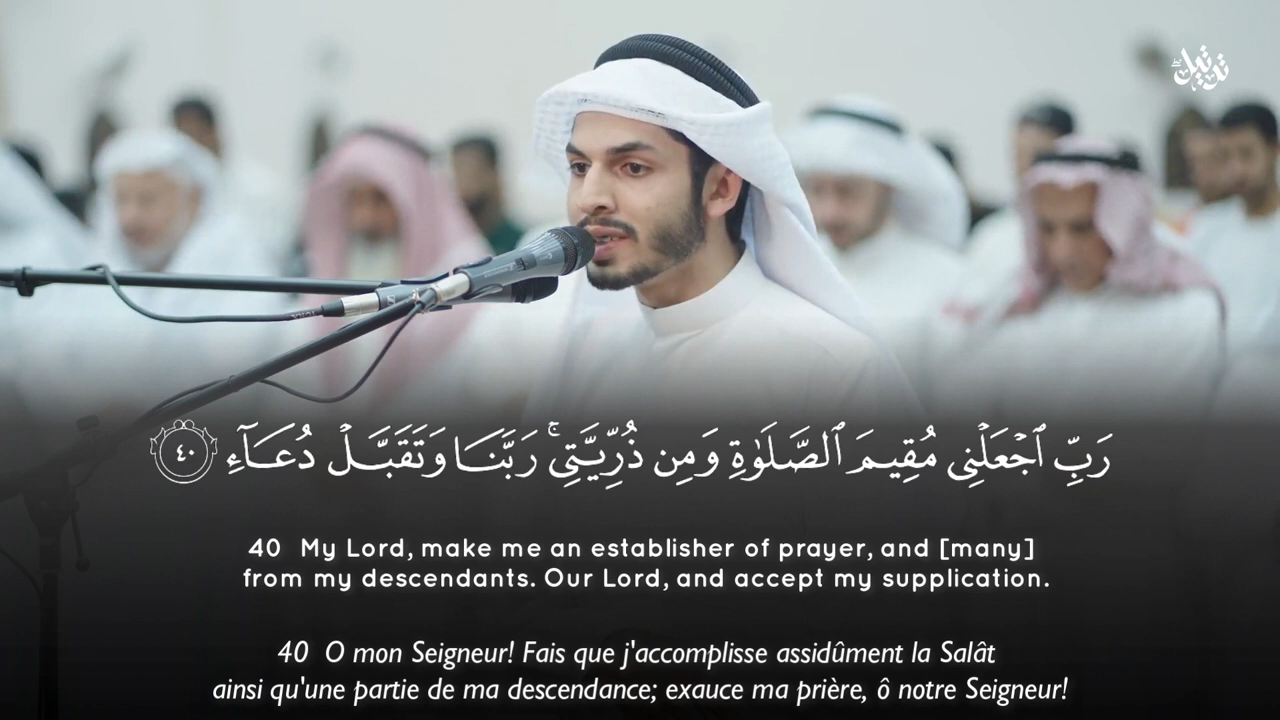 ترتيل
رَبِّ ٱجْعَلْنِى مُقِيمَ ٱلصَّلَوٰةِ وَمِن ذُرِّيَّتِى ۚ رَبَّنَا وَتَقَبَّلْ دُعَآءِ ٤٠
40 My Lord, make me an establisher of prayer, and [many]
from my descendants. Our Lord, and accept my supplication.
40 O mon Seigneur! Fais que j'accomplisse assidûment la Salât
ainsi qu'une partie de ma descendance; exauce ma prière, ô notre Seigneur!